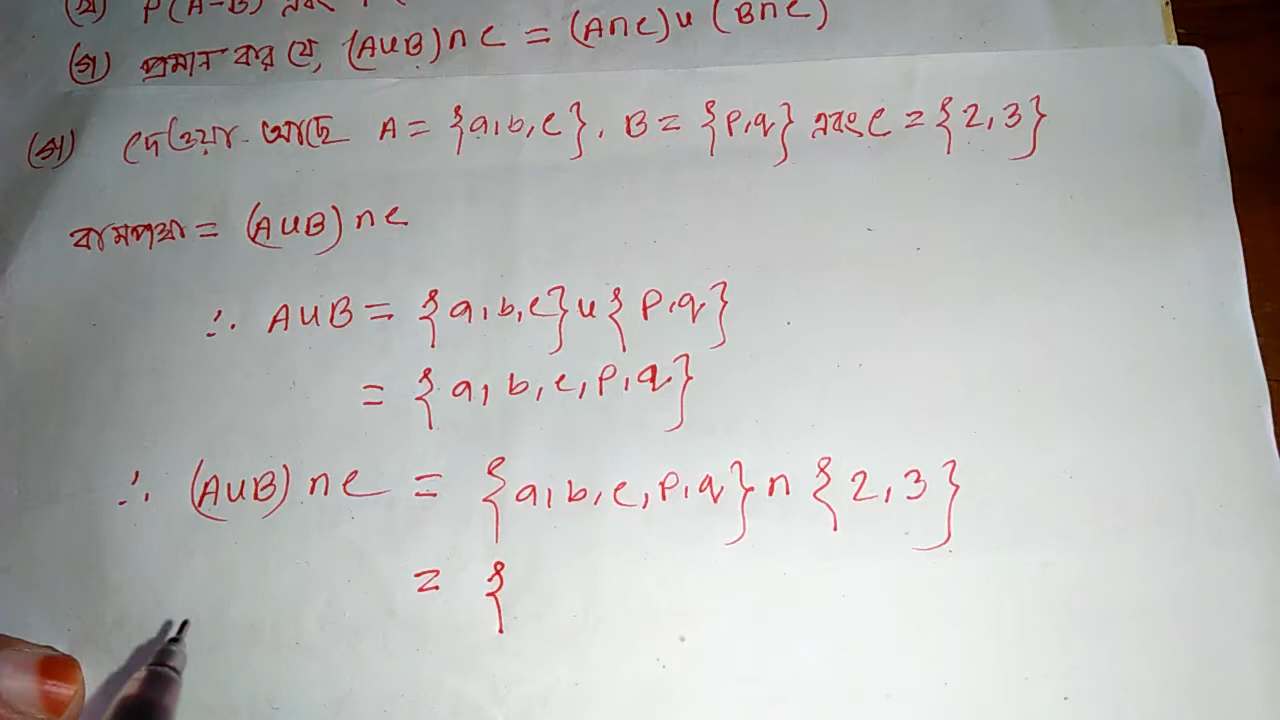 P(A-B)
(গ) প্রমান কর যে, (A∪B)∩C = (A∩C)∪(B∩C)
(গ) দেওয়া আছে A = {a,b,c}, B = {p,q} এবং C = {2,3}
বামপক্ষ = (A∪B)∩C
∴ A∪B = {a,b,c}∪{p,q}
= {a,b,c,p,q}
∴ (A∪B)∩C = {a,b,c,p,q}∩{2,3}
= {